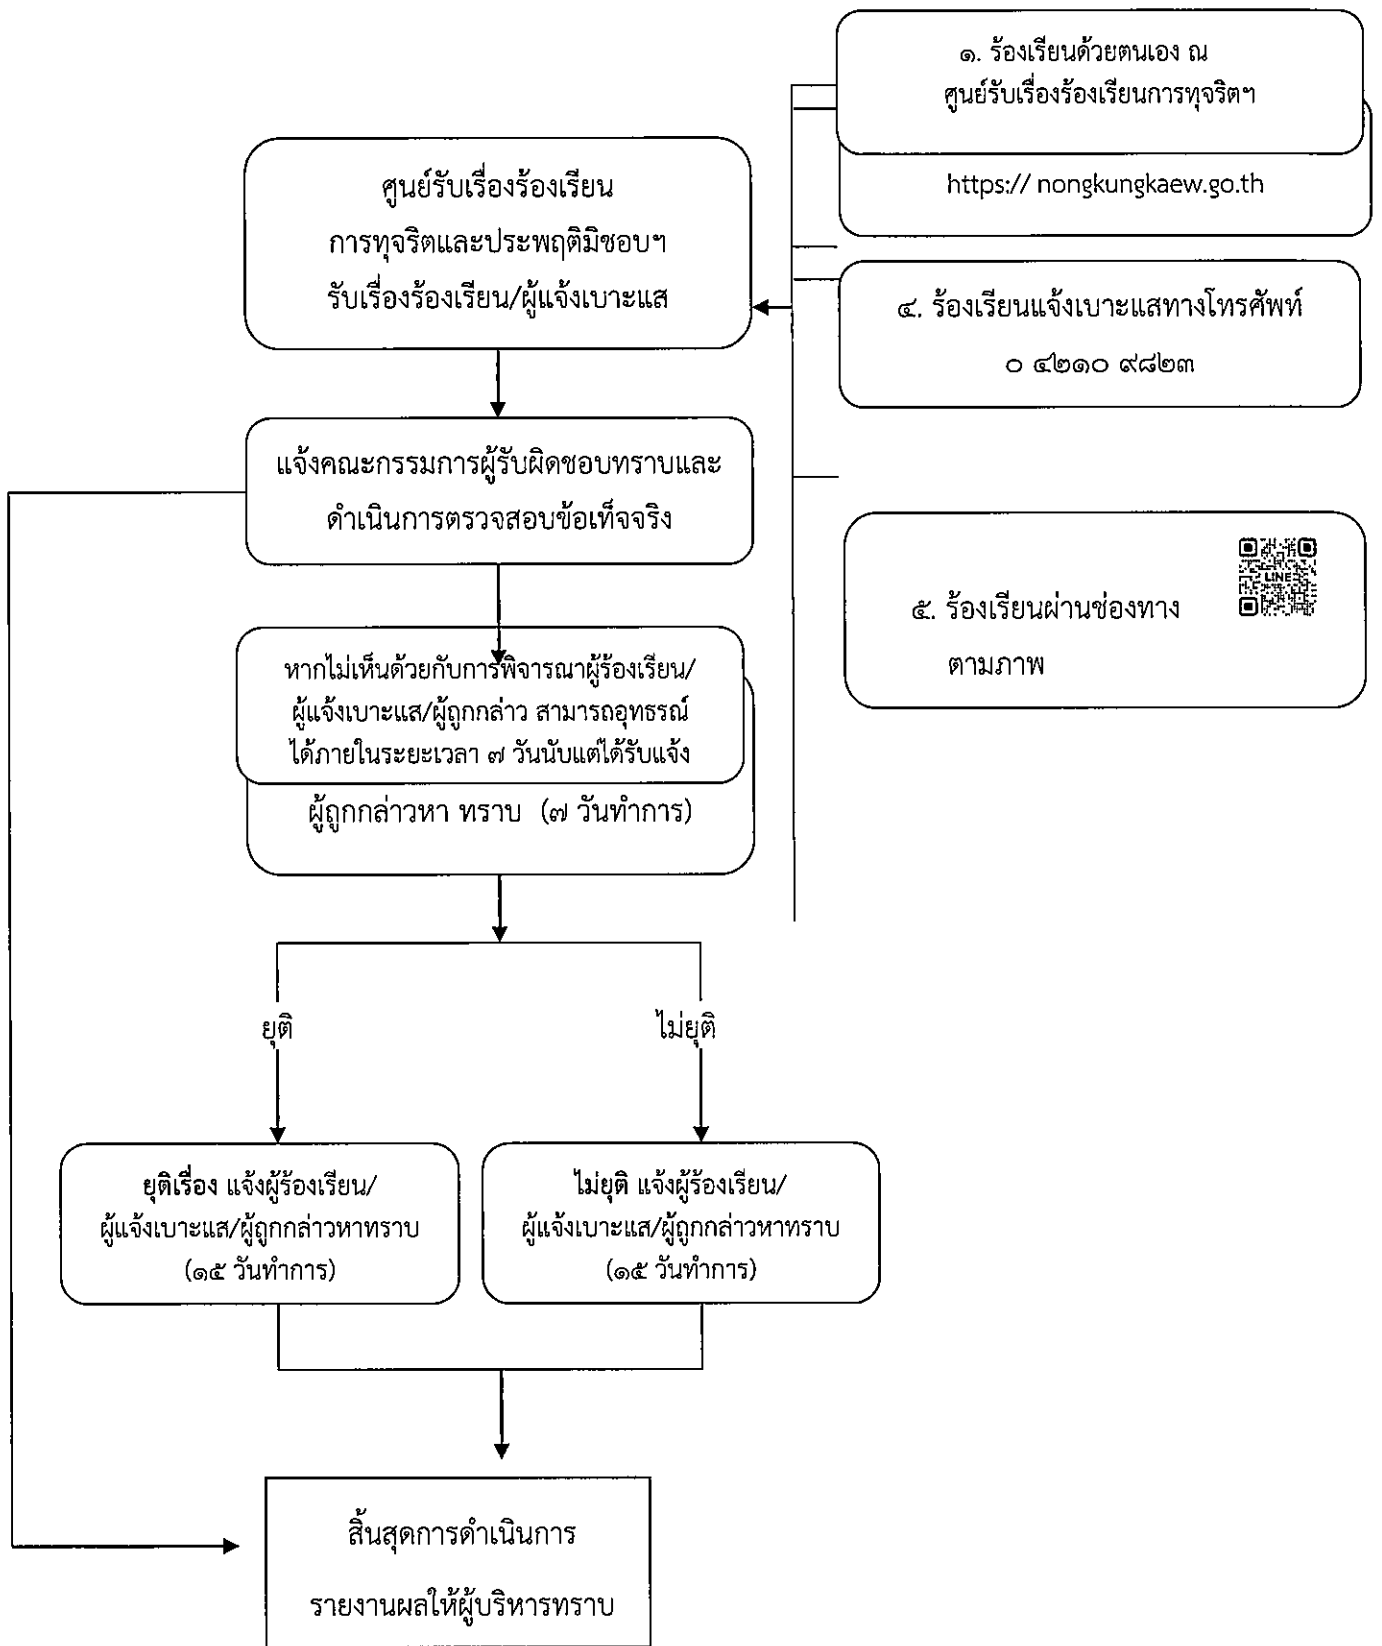 ๑. ร้องเรียนด้วยตนเอง ณ
ศูนย์รับเรื่องร้องเรียนการทุจริตฯ
https:// nongkungkaew.go.th
ศูนย์รับเรื่องร้องเรียน
การทุจริตและประพฤติมิชอบฯ
รับเรื่องร้องเรียน/ผู้แจ้งเบาะแส
๔. ร้องเรียนแจ้งเบาะแสทางโทรศัพท์
๐ ๔๒๑๐ ๙๘๒๓
แจ้งคณะกรรมการผู้รับผิดชอบทราบและ
ดำเนินการตรวจสอบข้อเท็จจริง
LINE
๕. ร้องเรียนผ่านช่องทาง
ตามภาพ
หากไม่เห็นด้วยกับการพิจารณาผู้ร้องเรียน/
ผู้แจ้งเบาะแส/ผู้ถูกกล่าว สามารถอุทธรณ์
ได้ภายในระยะเวลา ๗ วันนับแต่ได้รับแจ้ง
ผู้ถูกกล่าวหา ทราบ (๗ วันทำการ)
ยุติ
ไม่ยุติ
ยุติเรื่อง แจ้งผู้ร้องเรียน/
ผู้แจ้งเบาะแส/ผู้ถูกกล่าวหาทราบ
(๑๕ วันทำการ)
ไม่ยุติ แจ้งผู้ร้องเรียน/
ผู้แจ้งเบาะแส/ผู้ถูกกล่าวหาทราบ
(๑๕ วันทำการ)
สิ้นสุดการดำเนินการ
รายงานผลให้ผู้บริหารทราบ